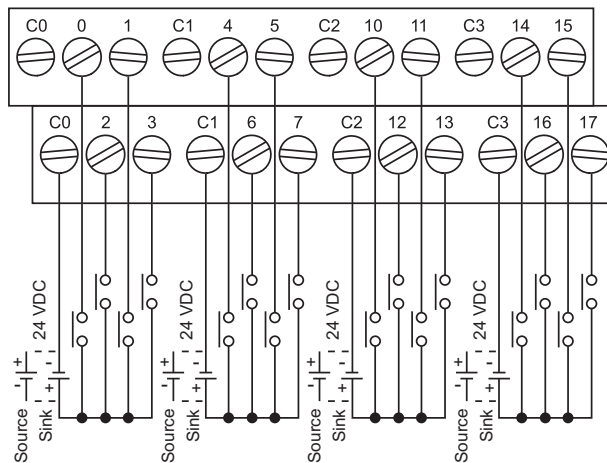 C0 0 1 C1 4 5 C2 10 11 C3 14 15
C0 2 3 C1 6 7 C2 12 13 C3 16 17
24 VDC 24 VDC 24 VDC 24 VDC
+ - + - + - + -
- + - + - + - +
Source Sink Source Sink Source Sink Source Sink